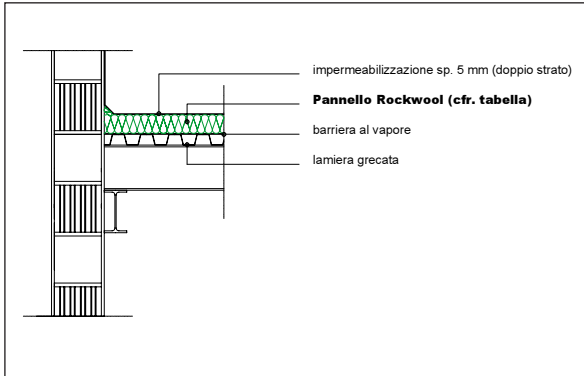 impermeabilizzazione sp. 5 mm (doppio strato)
Pannello Rockwool (cfr. tabella)
barriera al vapore
lamiera grecata